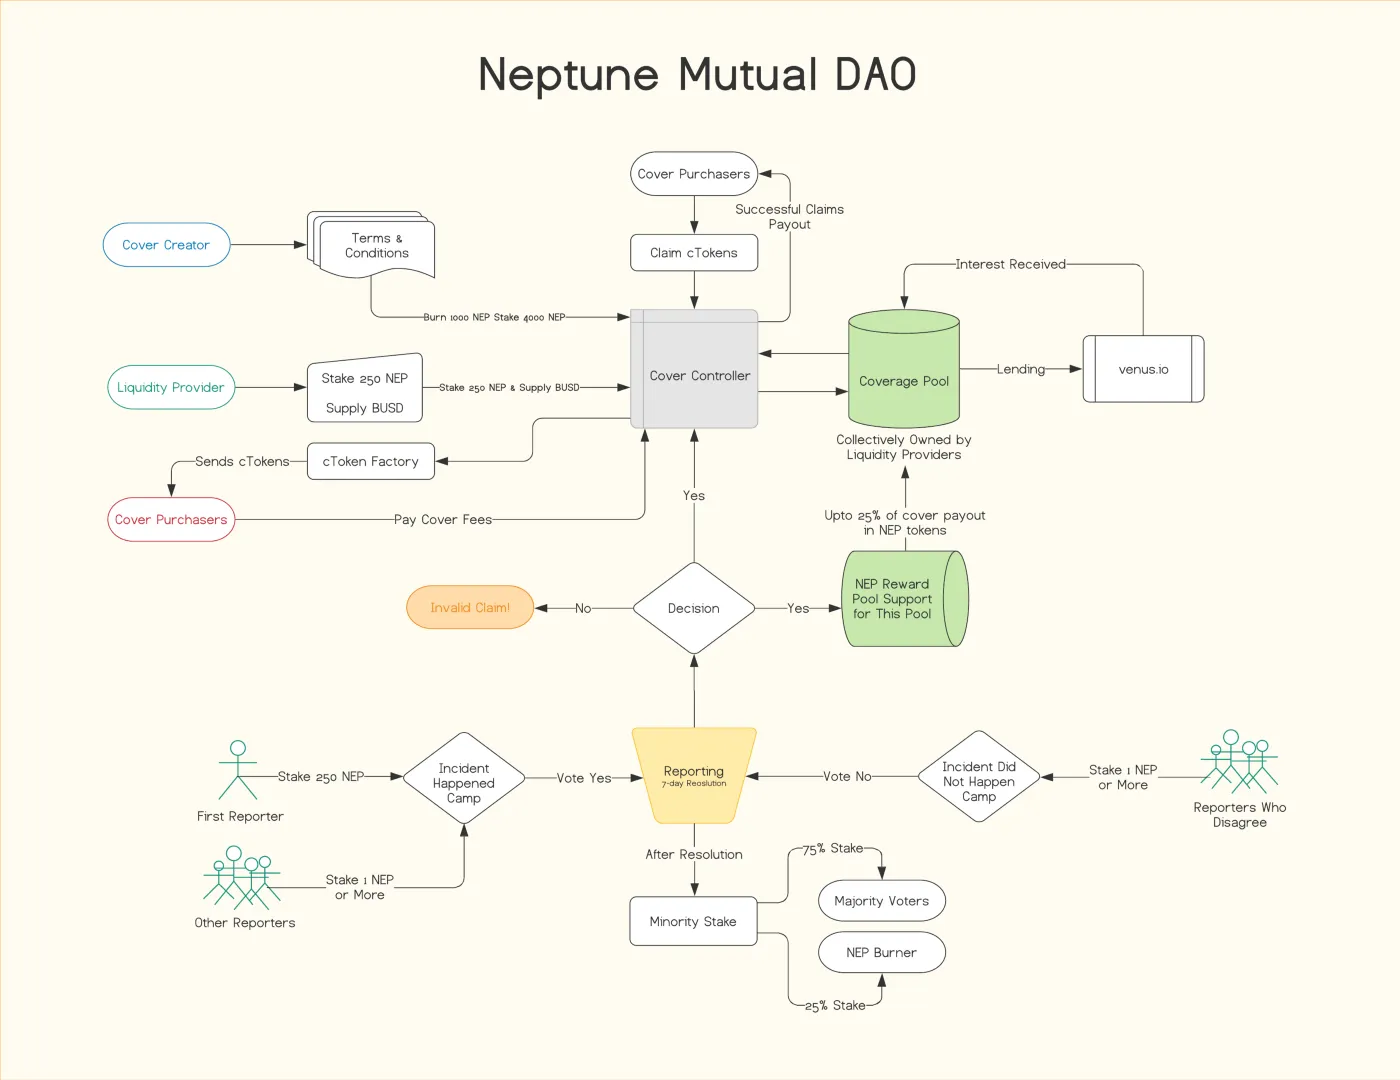 Neptune Mutual DAO
Cover Purchasers
Successful Claims
Payout
Cover Creator
Terms &
Conditions
Claim cTokens
Interest Received
Burn 1000 NEP Stake 4000 NEP
Cover Controller
Coverage Pool
Lending
venus.io
Liquidity Provider
Stake 250 NEP
Supply BUSD
Stake 250 NEP & Supply BUSD
Collectively Owned by
Liquidity Providers
Sends cTokens
cToken Factory
Cover Purchasers
Pay Cover Fees
Yes
Upto 25% of cover payout
in NEP tokens
Invalid Claim!
No
Decision
Yes
NEP Reward
Pool Support
for This Pool
First Reporter
Stake 250 NEP
Incident
Happened
Camp
Vote Yes
Reporting
7-day Reoslution
Vote No
Incident Did
Not Happen
Camp
Stake 1 NEP
or More
Reporters Who
Disagree
Other Reporters
Stake 1 NEP
or More
After Resolution
75% Stake
Majority Voters
Minority Stake
NEP Burner
25% Stake